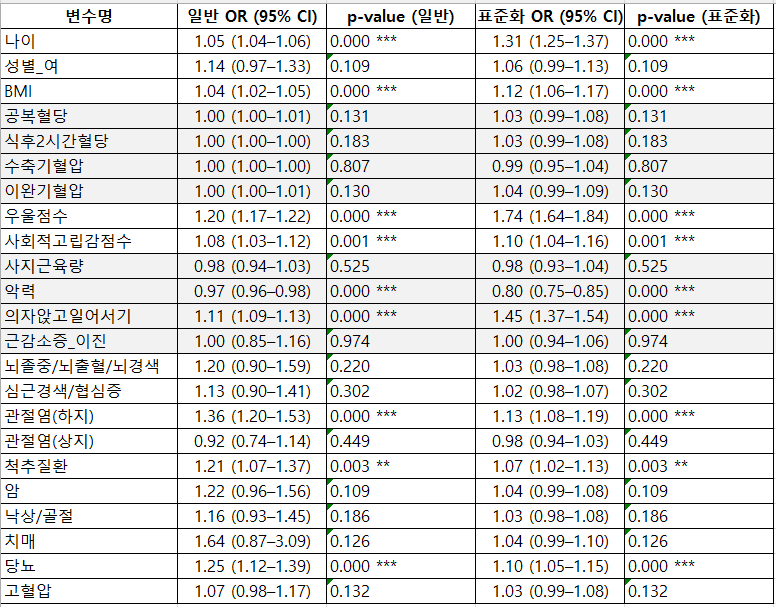 변수명 일반 OR (95% CI) p-value (일반) 표준화 OR (95% CI) p-value (표준화)
나이 1.05 (1.04–1.06) 0.000 *** 1.31 (1.25–1.37) 0.000 ***
성별_여 1.14 (0.97–1.33) 0.109 1.06 (0.99–1.13) 0.109
BMI 1.04 (1.02–1.05) 0.000 *** 1.12 (1.06–1.17) 0.000 ***
공복혈당 1.00 (1.00–1.01) 0.131 1.03 (0.99–1.08) 0.131
식후2시간혈당 1.00 (1.00–1.00) 0.183 1.03 (0.99–1.08) 0.183
수축기혈압 1.00 (1.00–1.00) 0.807 0.99 (0.95–1.04) 0.807
이완기혈압 1.00 (1.00–1.01) 0.130 1.04 (0.99–1.09) 0.130
우울점수 1.20 (1.17–1.22) 0.000 *** 1.74 (1.64–1.84) 0.000 ***
사회적고립감점수 1.08 (1.03–1.12) 0.001 *** 1.10 (1.04–1.16) 0.001 ***
사지근육량 0.98 (0.94–1.03) 0.525 0.98 (0.93–1.04) 0.525
악력 0.97 (0.96–0.98) 0.000 *** 0.80 (0.75–0.85) 0.000 ***
의자앉고일어서기 1.11 (1.09–1.13) 0.000 *** 1.45 (1.37–1.54) 0.000 ***
근감소증_이진 1.00 (0.85–1.16) 0.974 1.00 (0.94–1.06) 0.974
뇌졸중/뇌출혈/뇌경색 1.20 (0.90–1.59) 0.220 1.03 (0.98–1.08) 0.220
심근경색/협심증 1.13 (0.90–1.41) 0.302 1.02 (0.98–1.07) 0.302
관절염(하지) 1.36 (1.20–1.53) 0.000 *** 1.13 (1.08–1.19) 0.000 ***
관절염(상지) 0.92 (0.74–1.14) 0.449 0.98 (0.94–1.03) 0.449
척추질환 1.21 (1.07–1.37) 0.003 ** 1.07 (1.02–1.13) 0.003 **
암 1.22 (0.96–1.56) 0.109 1.04 (0.99–1.08) 0.109
낙상/골절 1.16 (0.93–1.45) 0.186 1.03 (0.98–1.08) 0.186
치매 1.64 (0.87–3.09) 0.126 1.04 (0.99–1.10) 0.126
당뇨 1.25 (1.12–1.39) 0.000 *** 1.10 (1.05–1.15) 0.000 ***
고혈압 1.07 (0.98–1.17) 0.132 1.03 (0.99–1.08) 0.132